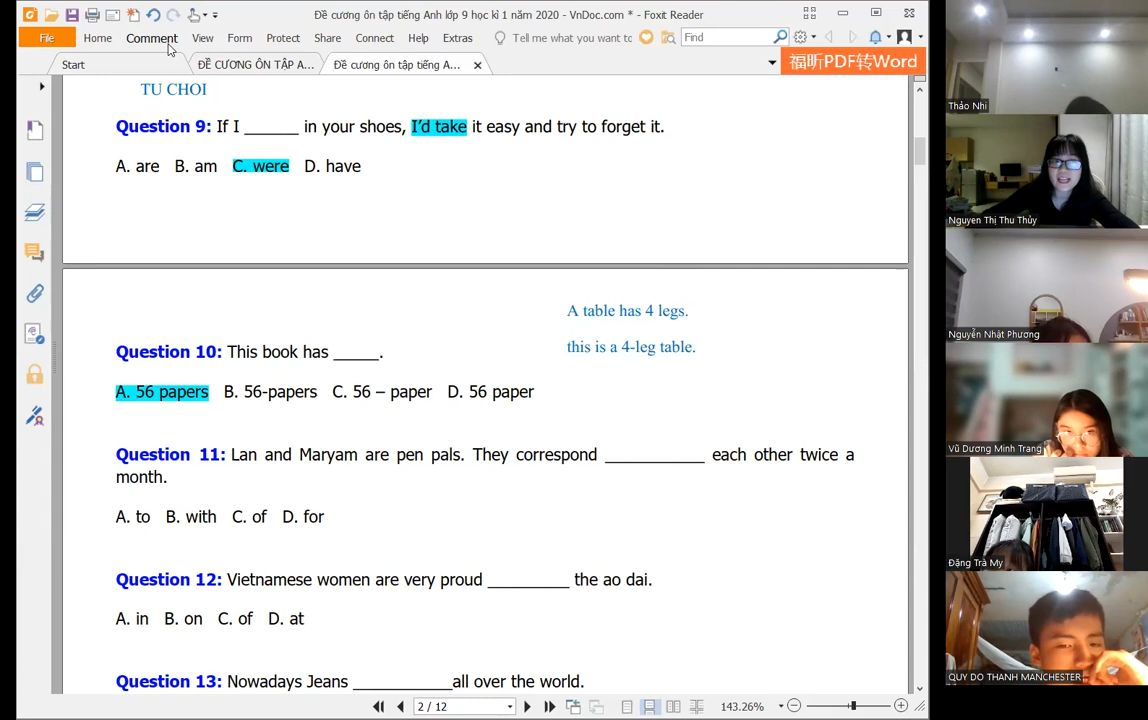 Đề cương ôn tập tiếng Anh lớp 9 học kì 1 năm 2020 - VnDoc.com * - Foxit Reader
File Home Comment View Form Protect Share Connect Help Extras Tell me what you want to Find
Start ĐỀ CƯƠNG ÔN TẬP A... Đề cương ôn tập tiếng A... 福昕PDF转Word
TU CHOI
Question 9: If I ______ in your shoes, I'd take it easy and try to forget it.
A. are B. am C. were D. have
A table has 4 legs.
this is a 4-leg table.
Question 10: This book has _____.
A. 56 papers B. 56-papers C. 56 – paper D. 56 paper
Question 11: Lan and Maryam are pen pals. They correspond ___________ each other twice a
month.
A. to B. with C. of D. for
Question 12: Vietnamese women are very proud _________ the ao dai.
A. in B. on C. of D. at
Question 13: Nowadays Jeans ___________all over the world.
2 / 12 143.26%
Thảo Nhi
Nguyen Thị Thu Thủy
Nguyễn Nhật Phương
Vũ Dương Minh Trang
Đặng Trà My
QUY DO THANH MANCHESTER